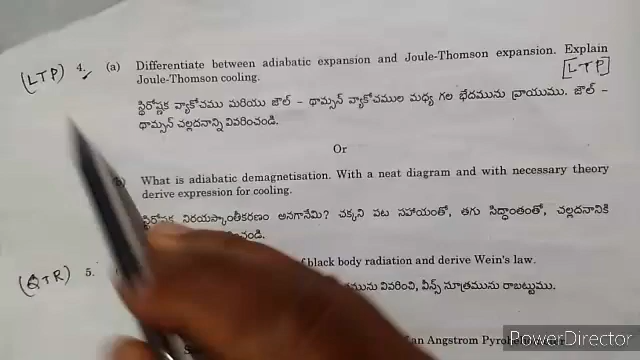 (LTP) 4. (a) Differentiate between adiabatic expansion and Joule-Thomson expansion. Explain
Joule-Thomson cooling. [LTP]
స్థిరోష్ణక వ్యాకోచము మరియు జౌల్ – థామ్సన్ వ్యాకోచముల మధ్య గల భేదమును వ్రాయుము. జౌల్ –
థామ్సన్ చల్లదనాన్ని వివరించండి.
Or
b) What is adiabatic demagnetisation. With a neat diagram and with necessary theory
derive expression for cooling.
నిరయస్కాంతీకరణం అనగానేమి? చక్కని పట సహాయంతో, తగు సిద్ధాంతంతో, చల్లదనానికి
(QTR) 5. of black body radiation and derive Wein's law.
వివరించి, వీన్స్ సూత్రమును రాబట్టుము.
an Angstrom
PowerDirector